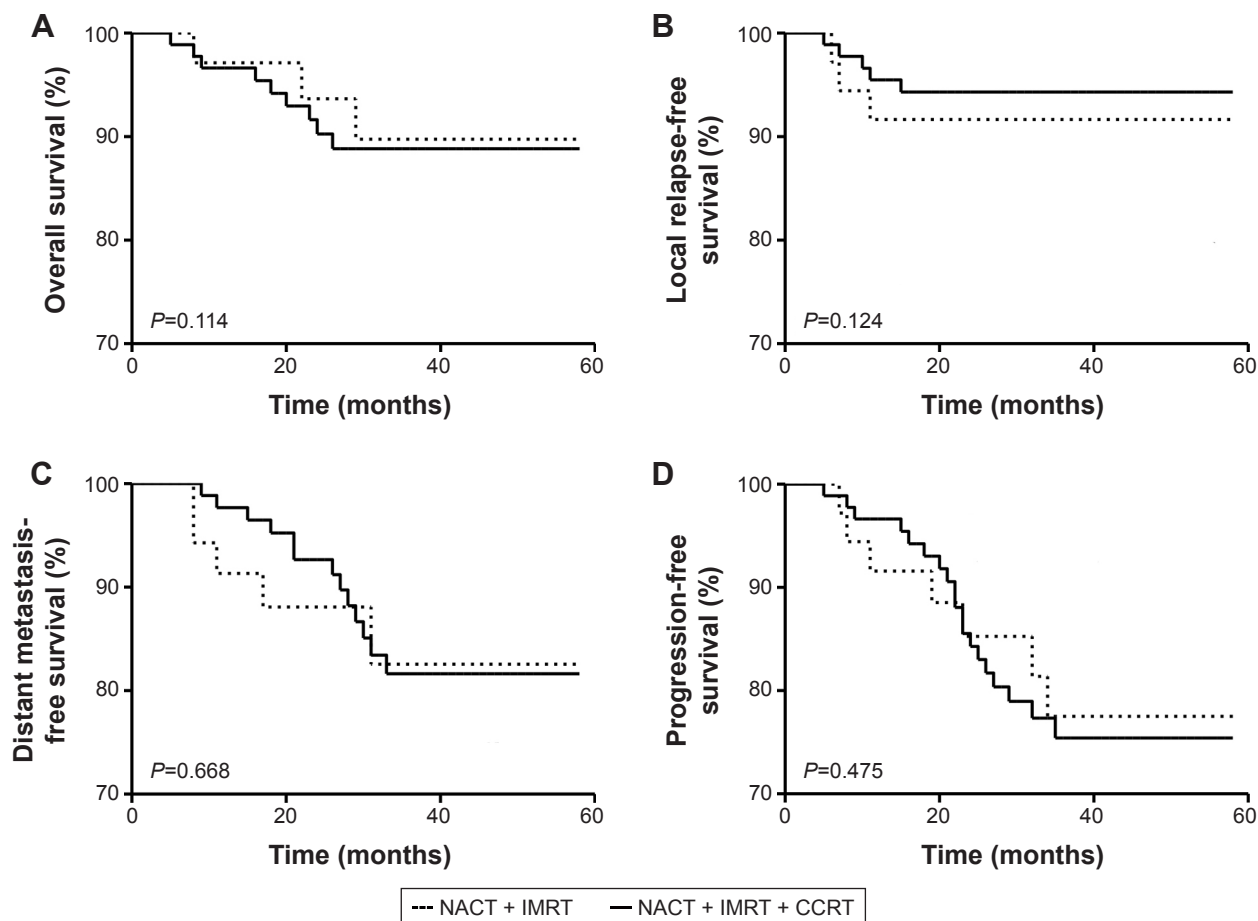 A
Overall survival (%)
100
90
80
70
P=0.114
0 20 40 60
Time (months)
B
Local relapse-free
survival (%)
100
90
80
70
P=0.124
0 20 40 60
Time (months)
C
Distant metastasis-
free survival (%)
100
90
80
70
P=0.668
0 20 40 60
Time (months)
D
Progression-free
survival (%)
100
90
80
70
P=0.475
0 20 40 60
Time (months)
NACT + IMRT NACT + IMRT + CCRT